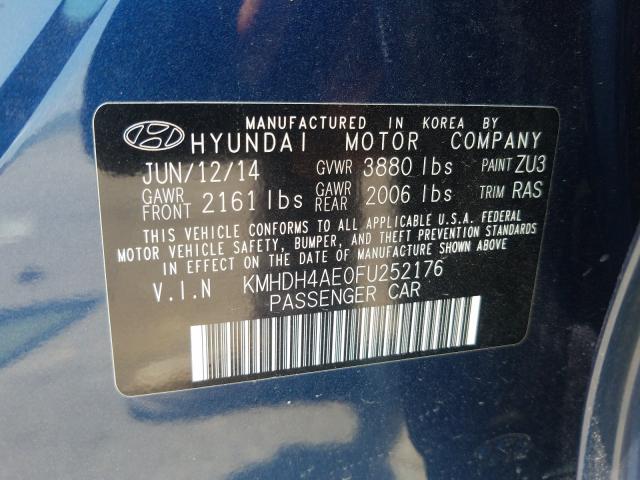 MANUFACTURED IN KOREA BY
HYUNDAI MOTOR COMPANY
JUN/12/14 GVWR 3880 lbs PAINT ZU3
GAWR FRONT 2161 lbs GAWR REAR 2006 lbs TRIM RAS
THIS VEHICLE CONFORMS TO ALL APPLICABLE U.S.A. FEDERAL
MOTOR VEHICLE SAFETY, BUMPER, AND THEFT PREVENTION STANDARDS
IN EFFECT ON THE DATE OF MANUFACTURE SHOWN ABOVE
V.I.N KMHDH4AE0FU252176
PASSENGER CAR